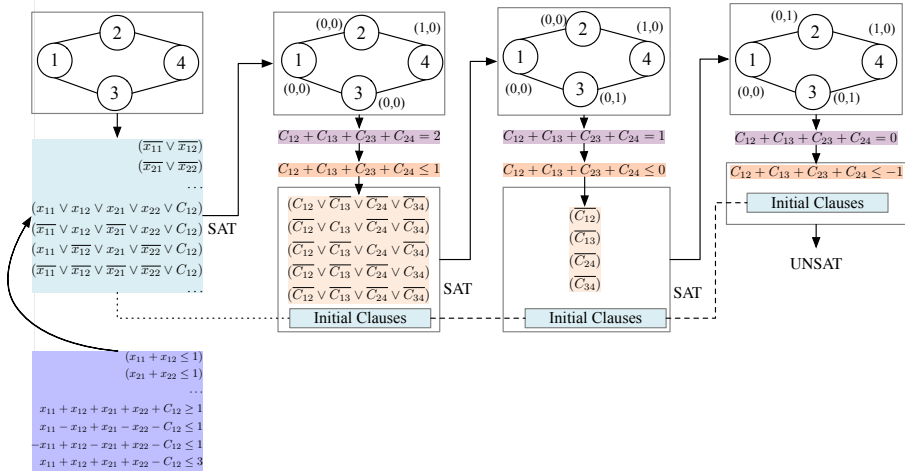 1
2
3
4
(x̅₁₁ ∨ x̅₁₂)
(x̅₂₁ ∨ x̅₂₂)
...
(x₁₁ ∨ x₁₂ ∨ x₂₁ ∨ x₂₂ ∨ C₁₂)
(x̅₁₁ ∨ x₁₂ ∨ x̅₂₁ ∨ x₂₂ ∨ C₁₂)
(x₁₁ ∨ x̅₁₂ ∨ x₂₁ ∨ x̅₂₂ ∨ C₁₂)
(x̅₁₁ ∨ x̅₁₂ ∨ x̅₂₁ ∨ x̅₂₂ ∨ C₁₂)
...
(x₁₁ + x₁₂ ≤ 1)
(x₂₁ + x₂₂ ≤ 1)
...
x₁₁ + x₁₂ + x₂₁ + x₂₂ + C₁₂ ≥ 1
x₁₁ − x₁₂ + x₂₁ − x₂₂ − C₁₂ ≤ 1
−x₁₁ + x₁₂ − x₂₁ + x₂₂ − C₁₂ ≤ 1
x₁₁ + x₁₂ + x₂₁ + x₂₂ − C₁₂ ≤ 3
SAT
(0,0)
2
(1,0)
1
4
(0,0)
3
(0,0)
C₁₂ + C₁₃ + C₂₃ + C₂₄ = 2
C₁₂ + C₁₃ + C₂₃ + C₂₄ ≤ 1
(C₁₂ ∨ C̅₁₃ ∨ C̅₂₄ ∨ C̅₃₄)
(C̅₁₂ ∨ C₁₃ ∨ C̅₂₄ ∨ C̅₃₄)
(C̅₁₂ ∨ C̅₁₃ ∨ C₂₄ ∨ C̅₃₄)
(C̅₁₂ ∨ C̅₁₃ ∨ C̅₂₄ ∨ C₃₄)
(C̅₁₂ ∨ C̅₁₃ ∨ C̅₂₄ ∨ C̅₃₄)
Initial Clauses
SAT
(0,0)
2
(1,0)
1
4
(0,0)
3
(0,1)
C₁₂ + C₁₃ + C₂₃ + C₂₄ = 1
C₁₂ + C₁₃ + C₂₃ + C₂₄ ≤ 0
(C̅₁₂)
(C̅₁₃)
(C̅₂₄)
(C̅₃₄)
Initial Clauses
SAT
(0,1)
2
(1,0)
1
4
(0,0)
3
(0,1)
C₁₂ + C₁₃ + C₂₃ + C₂₄ = 0
C₁₂ + C₁₃ + C₂₃ + C₂₄ ≤ −1
Initial Clauses
UNSAT